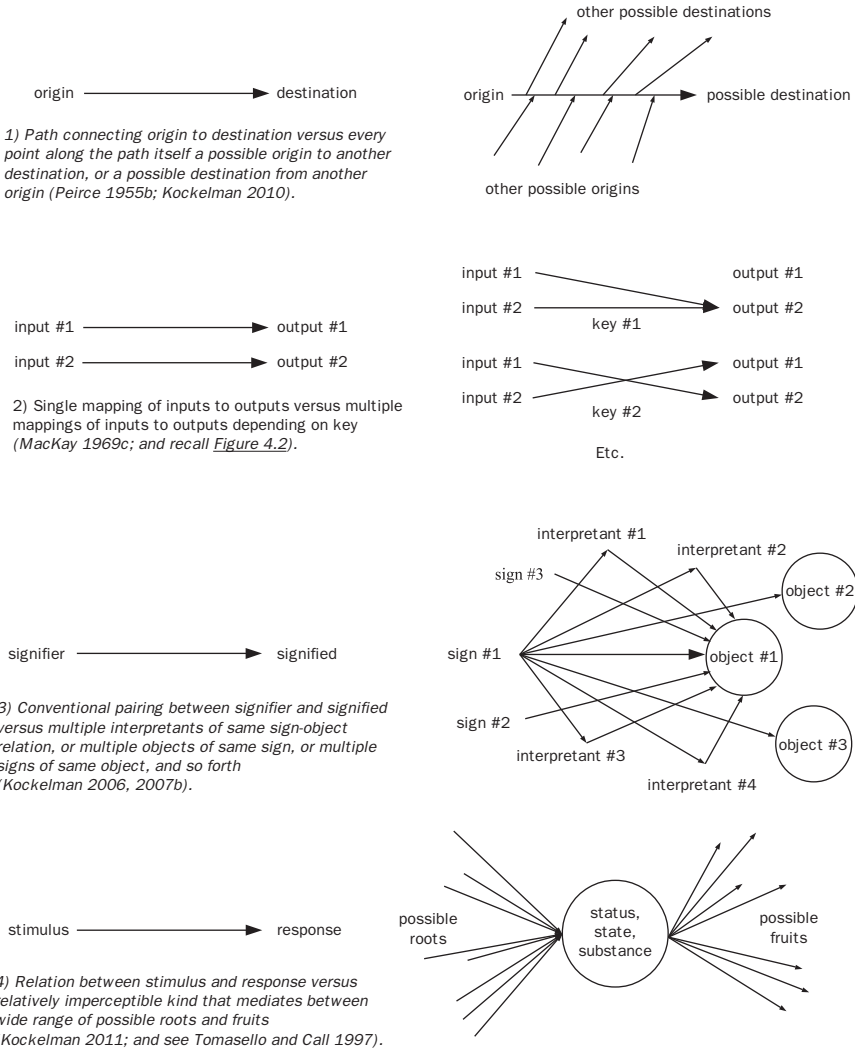 other possible destinations
origin
destination
origin
possible destination
other possible origins
1) Path connecting origin to destination versus every
point along the path itself a possible origin to another
destination, or a possible destination from another
origin (Peirce 1955b; Kockelman 2010).
input #1
output #1
input #2
output #2
input #1
output #1
input #2
output #2
key #1
input #1
output #1
input #2
output #2
key #2
Etc.
2) Single mapping of inputs to outputs versus multiple
mappings of inputs to outputs depending on key
(MacKay 1969c; and recall Figure 4.2).
signifier
signified
interpretant #1
interpretant #2
sign #3
object #2
sign #1
object #1
sign #2
interpretant #3
object #3
interpretant #4
3) Conventional pairing between signifier and signified
versus multiple interpretants of same sign-object
relation, or multiple objects of same sign, or multiple
signs of same object, and so forth
(Kockelman 2006, 2007b).
stimulus
response
possible
roots
status,
state,
substance
possible
fruits
4) Relation between stimulus and response versus
relatively imperceptible kind that mediates between
wide range of possible roots and fruits
(Kockelman 2011; and see Tomasello and Call 1997).